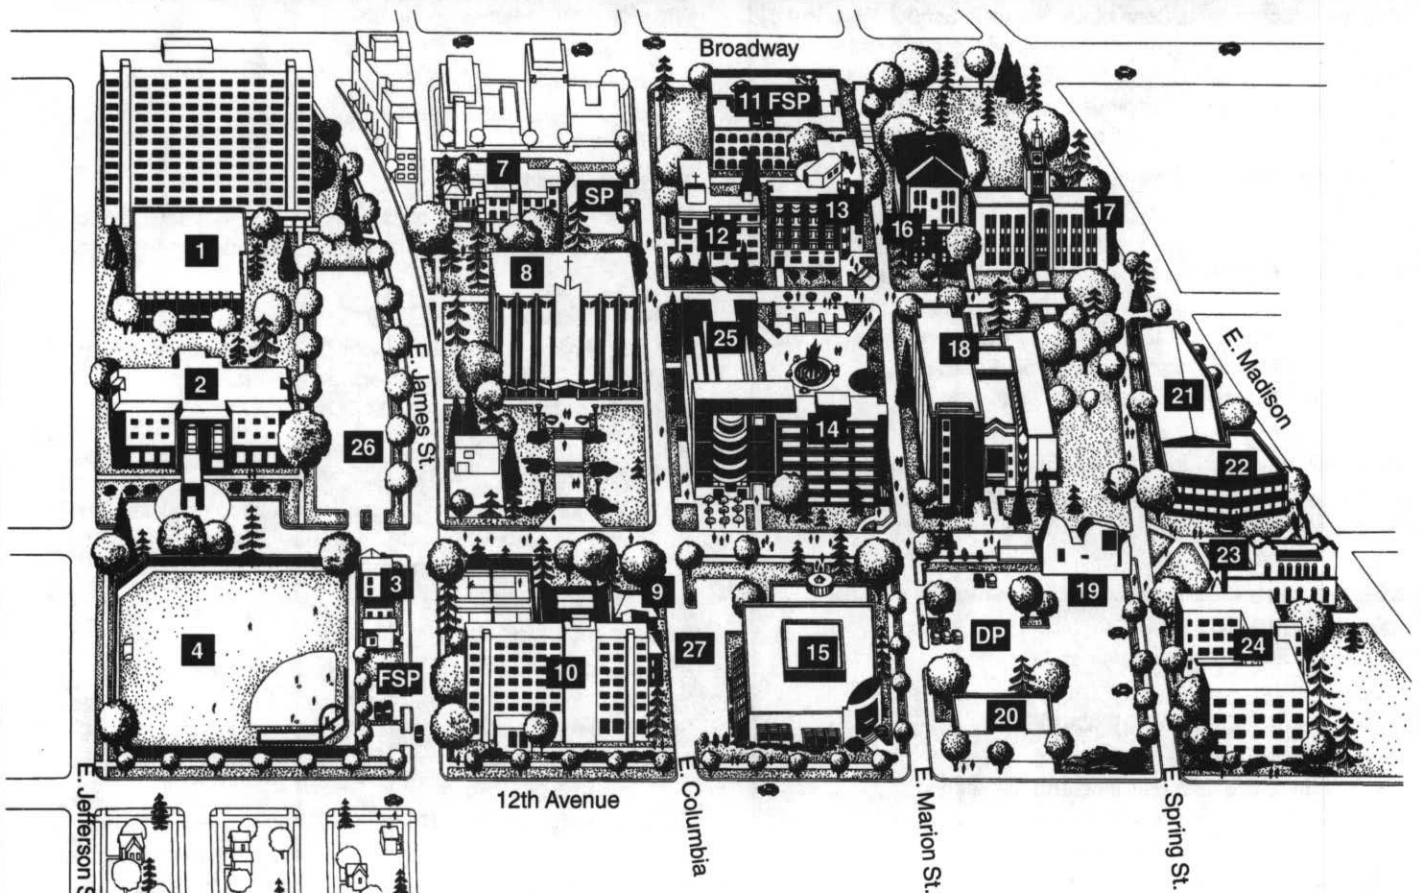 Broadway
11 FSP
7
SP
13
17
12
16
1
8
25
18
E. James St.
E. Madison
2
21
14
26
22
23
3
9
19
4
27
15
DP
24
FSP
10
20
E. Jefferson S
12th Avenue
E. Columbia
E. Marion St.
E. Spring St.